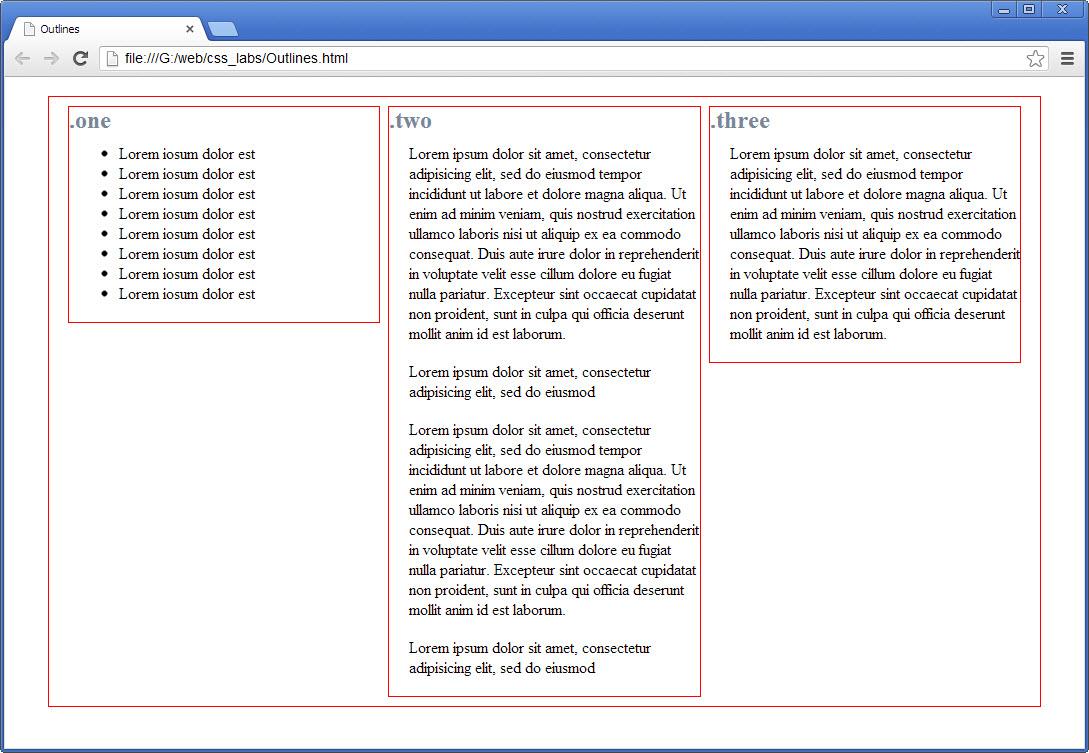 Outlines
file:///G:/web/css_labs/Outlines.html
.one
Lorem iosum dolor est
Lorem iosum dolor est
Lorem iosum dolor est
Lorem iosum dolor est
Lorem iosum dolor est
Lorem iosum dolor est
Lorem iosum dolor est
Lorem iosum dolor est
.two
Lorem ipsum dolor sit amet, consectetur
adipisicing elit, sed do eiusmod tempor
incididunt ut labore et dolore magna aliqua. Ut
enim ad minim veniam, quis nostrud exercitation
ullamco laboris nisi ut aliquip ex ea commodo
consequat. Duis aute irure dolor in reprehenderit
in voluptate velit esse cillum dolore eu fugiat
nulla pariatur. Excepteur sint occaecat cupidatat
non proident, sunt in culpa qui officia deserunt
mollit anim id est laborum.
Lorem ipsum dolor sit amet, consectetur
adipisicing elit, sed do eiusmod
Lorem ipsum dolor sit amet, consectetur
adipisicing elit, sed do eiusmod tempor
incididunt ut labore et dolore magna aliqua. Ut
enim ad minim veniam, quis nostrud exercitation
ullamco laboris nisi ut aliquip ex ea commodo
consequat. Duis aute irure dolor in reprehenderit
in voluptate velit esse cillum dolore eu fugiat
nulla pariatur. Excepteur sint occaecat cupidatat
non proident, sunt in culpa qui officia deserunt
mollit anim id est laborum.
Lorem ipsum dolor sit amet, consectetur
adipisicing elit, sed do eiusmod
.three
Lorem ipsum dolor sit amet, consectetur
adipisicing elit, sed do eiusmod tempor
incididunt ut labore et dolore magna aliqua. Ut
enim ad minim veniam, quis nostrud exercitation
ullamco laboris nisi ut aliquip ex ea commodo
consequat. Duis aute irure dolor in reprehenderit
in voluptate velit esse cillum dolore eu fugiat
nulla pariatur. Excepteur sint occaecat cupidatat
non proident, sunt in culpa qui officia deserunt
mollit anim id est laborum.